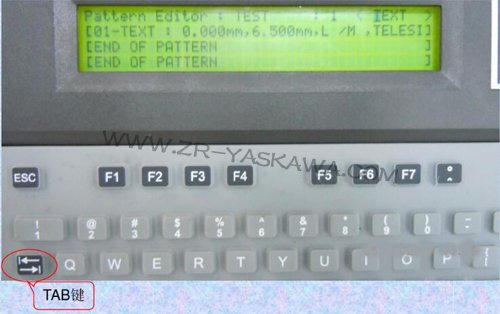 Pattern Editor : TEST : 1 < TEXT >
[01-TEXT : 0.000mm,6.500mm,L /M ,TELESI]
[END OF PATTERN ]
[END OF PATTERN ]
WWW.ZR-YASKAWA.COM
ESC F1 F2 F3 F4 F5 F6 F7
! @ # $ % ^ & * ( ) _
1 2 3 4 5 6 7 8 9 0 -
Q W E R T Y U I O P
TAB键